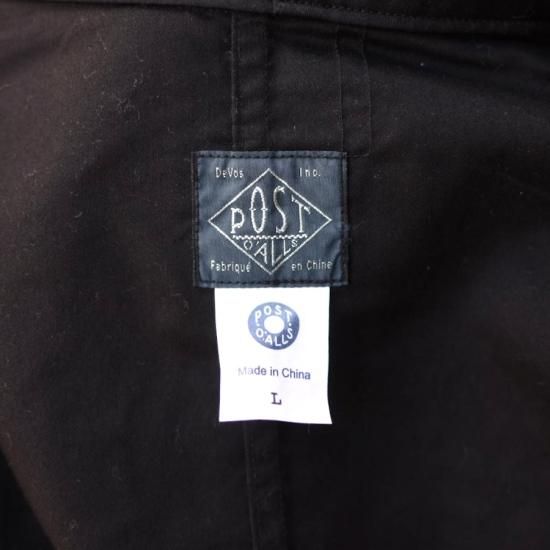 DeVos Inc.
POST
O'ALLS
Fabriqué en Chine
POST
O'ALLS
Made in China
L